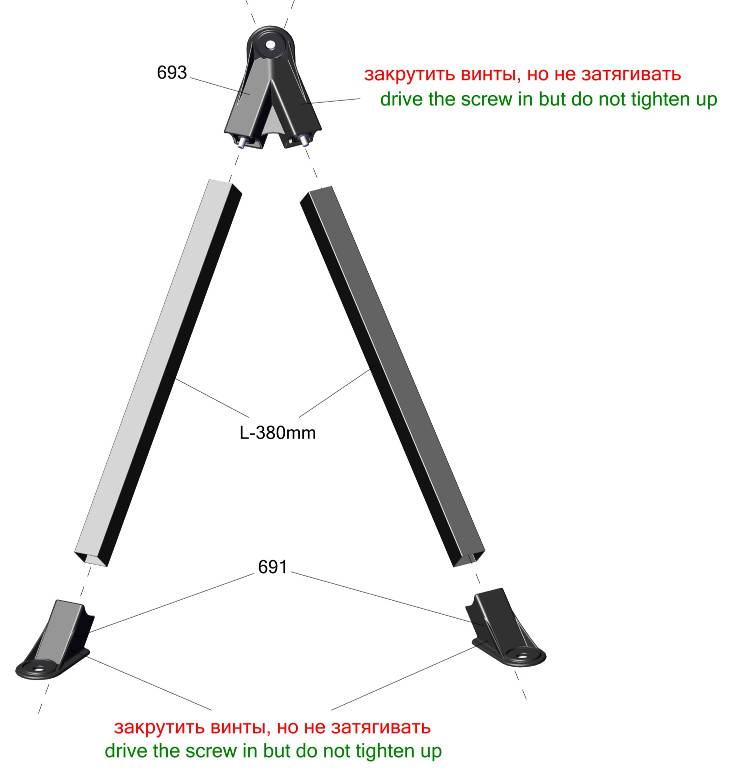 693
закрутить винты, но не затягивать
drive the screw in but do not tighten up
L-380mm
691
закрутить винты, но не затягивать
drive the screw in but do not tighten up